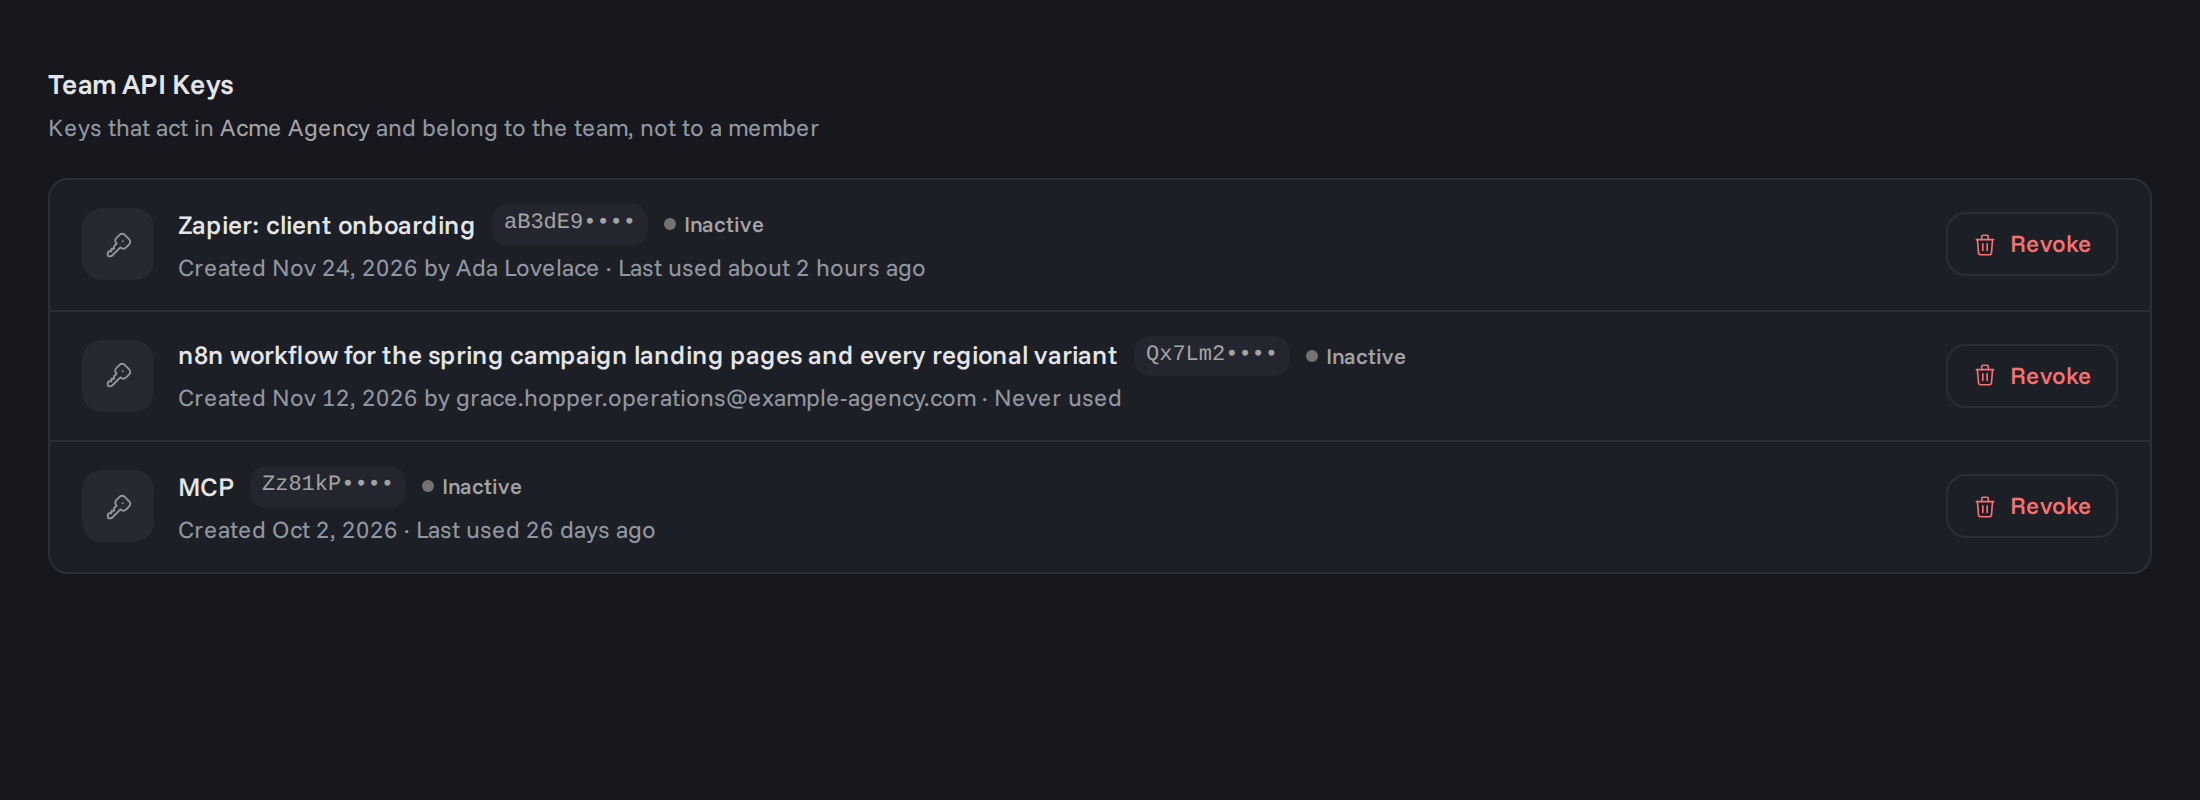 Team API Keys
Keys that act in Acme Agency and belong to the team, not to a member
Zapier: client onboarding aB3dE9•••• Inactive
Created Nov 24, 2026 by Ada Lovelace · Last used about 2 hours ago
Revoke
n8n workflow for the spring campaign landing pages and every regional variant Qx7Lm2•••• Inactive
Created Nov 12, 2026 by grace.hopper.operations@example-agency.com · Never used
Revoke
MCP Zz81kP•••• Inactive
Created Oct 2, 2026 · Last used 26 days ago
Revoke